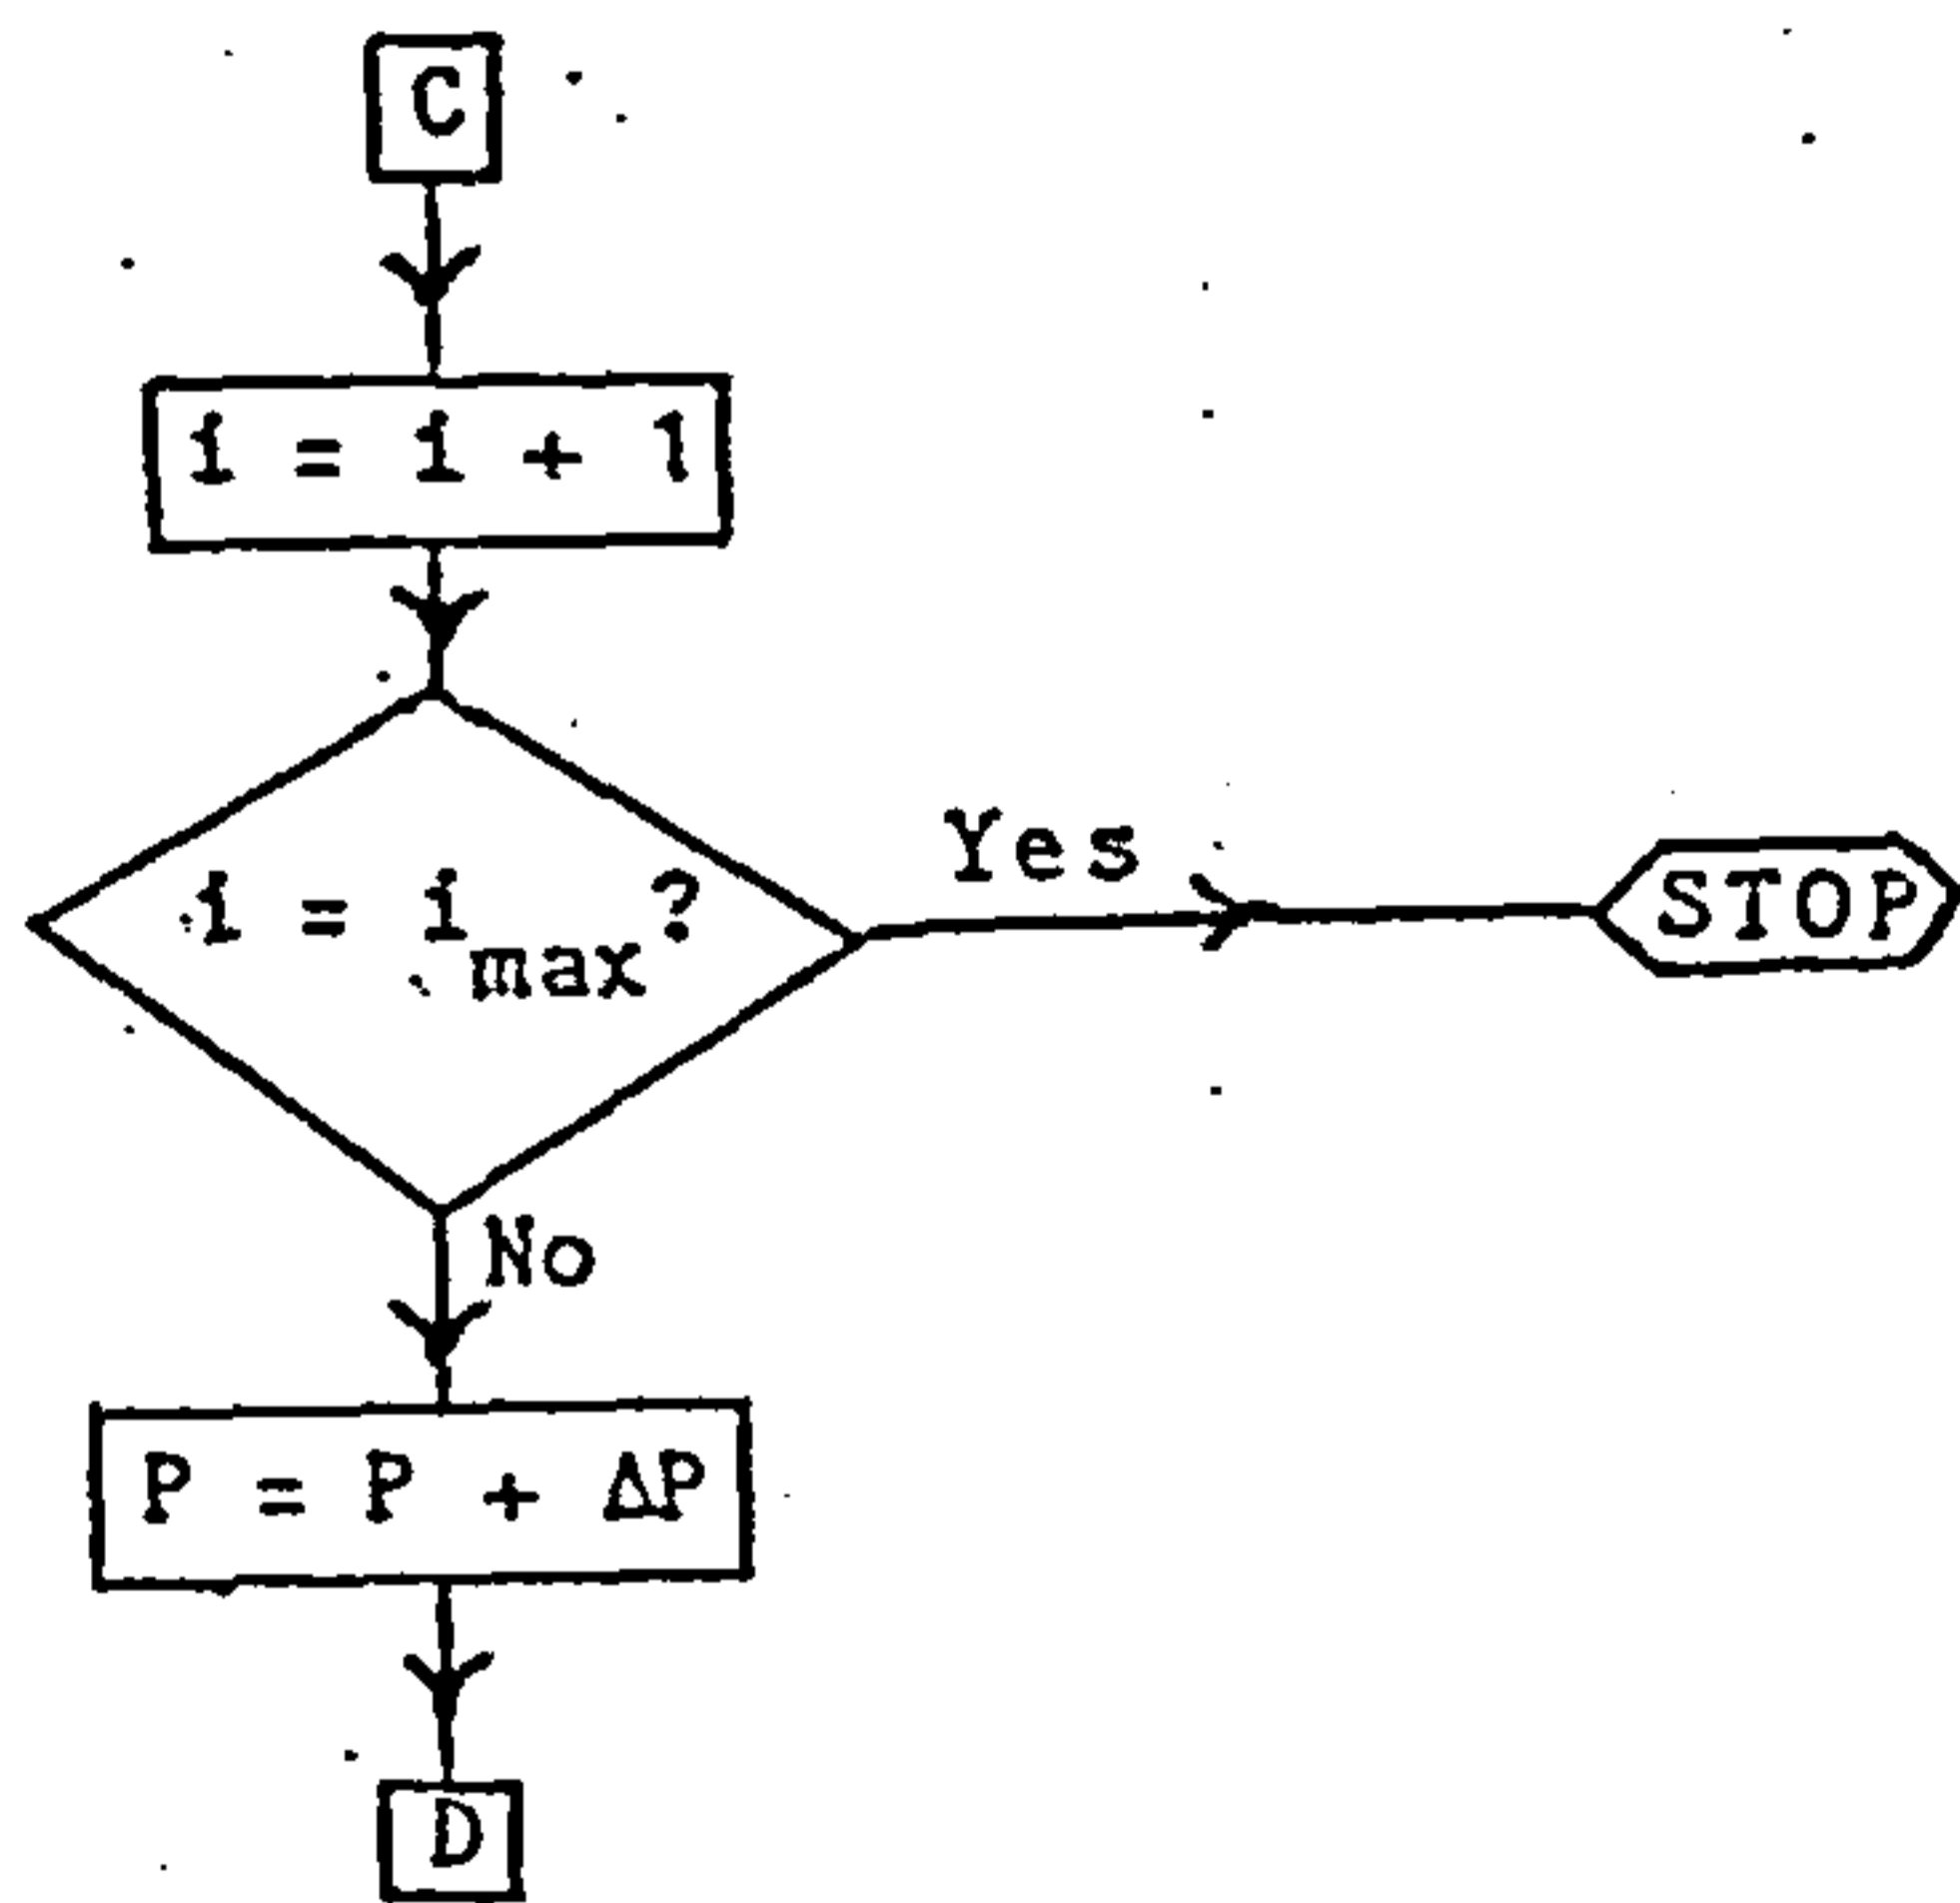 C
i = i + 1
i = i max ?
Yes
STOP
No
P = P + ΔP
D